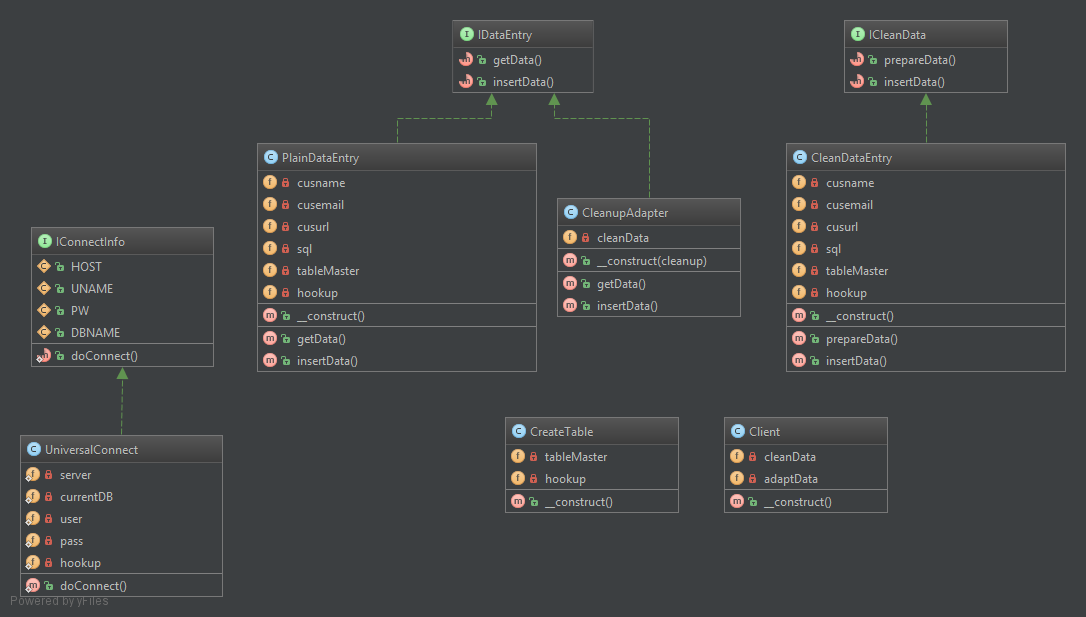 IDataEntry
getData()
insertData()
ICleanData
prepareData()
insertData()
PlainDataEntry
cusname
cusemail
cusurl
sql
tableMaster
hookup
__construct()
getData()
insertData()
CleanupAdapter
cleanData
__construct(cleanup)
getData()
insertData()
CleanDataEntry
cusname
cusemail
cusurl
sql
tableMaster
hookup
__construct()
prepareData()
insertData()
IConnectInfo
HOST
UNAME
PW
DBNAME
doConnect()
UniversalConnect
server
currentDB
user
pass
hookup
doConnect()
CreateTable
tableMaster
hookup
__construct()
Client
cleanData
adaptData
__construct()
Powered by yFiles